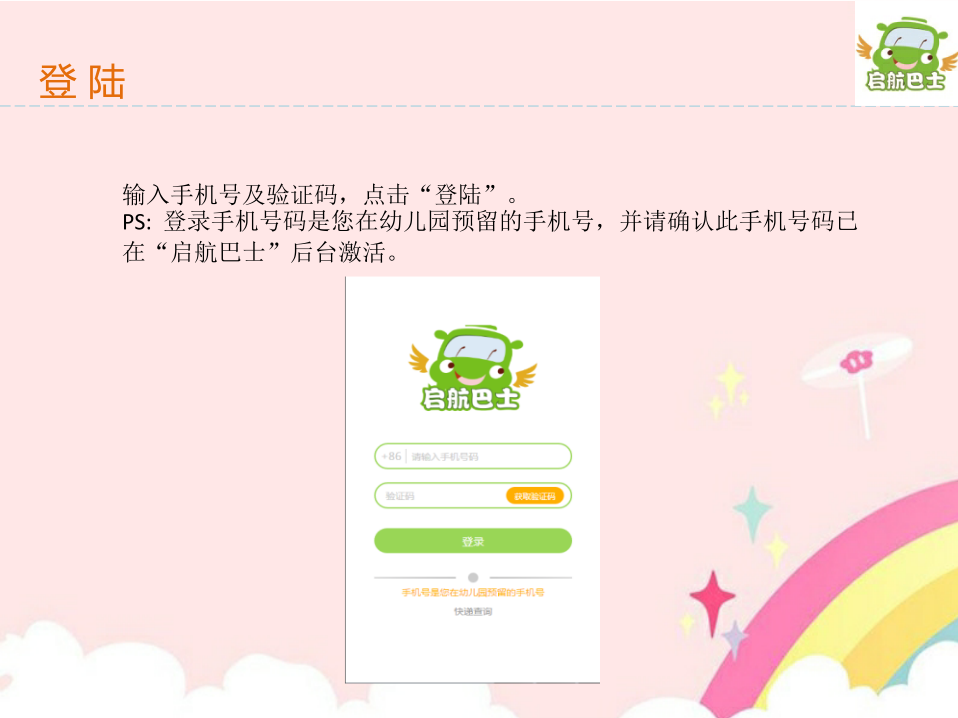 登 陆
启航巴士
输入手机号及验证码，点击“登陆”。
PS: 登录手机号码是您在幼儿园预留的手机号，并请确认此手机号码已
在“启航巴士”后台激活。
启航巴士
+86 请输入手机号码
验证码 获取验证码
登录
手机号是您在幼儿园预留的手机号
快递查询